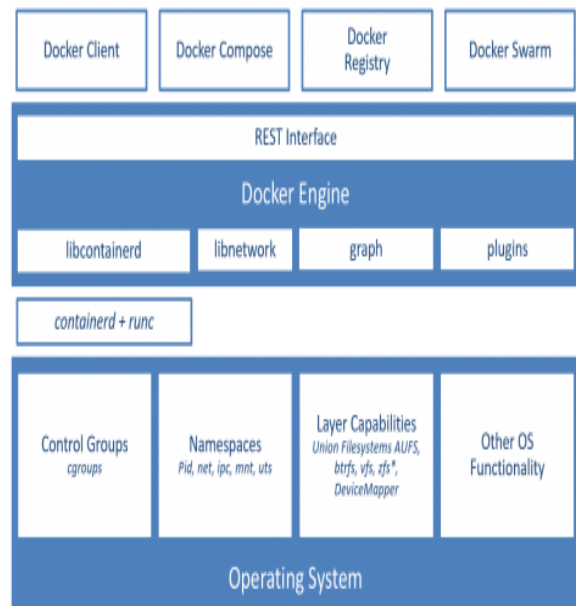 Docker Client
Docker Compose
Docker
Registry
Docker Swarm
REST Interface
Docker Engine
libcontainerd
libnetwork
graph
plugins
containerd + runc
Control Groups
cgroups
Namespaces
Pid, net, ipc, mnt, uts
Layer Capabilities
Union Filesystems AUFS,
btrfs, vfs, zfs*,
DeviceMapper
Other OS
Functionality
Operating System